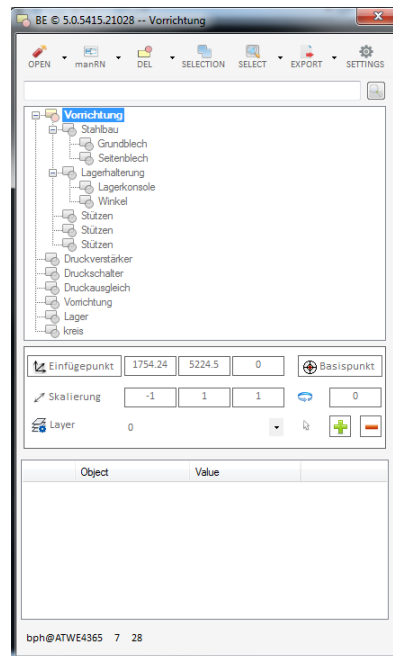 BE © 5.0.5415.21028 -- Vorrichtung
OPEN manRN DEL SELECTION SELECT EXPORT SETTINGS
Vorrichtung
Stahlbau
Grundblech
Seitenblech
Lagerhalterung
Lagerkonsole
Winkel
Stützen
Stützen
Stützen
Druckverstärker
Druckschalter
Druckausgleich
Vorrichtung
Lager
kreis
Einfügepunkt 1754.24 5224.5 0 Basispunkt
Skalierung -1 1 1 0
Layer 0
Object Value
bph@ATWE4365 7 28